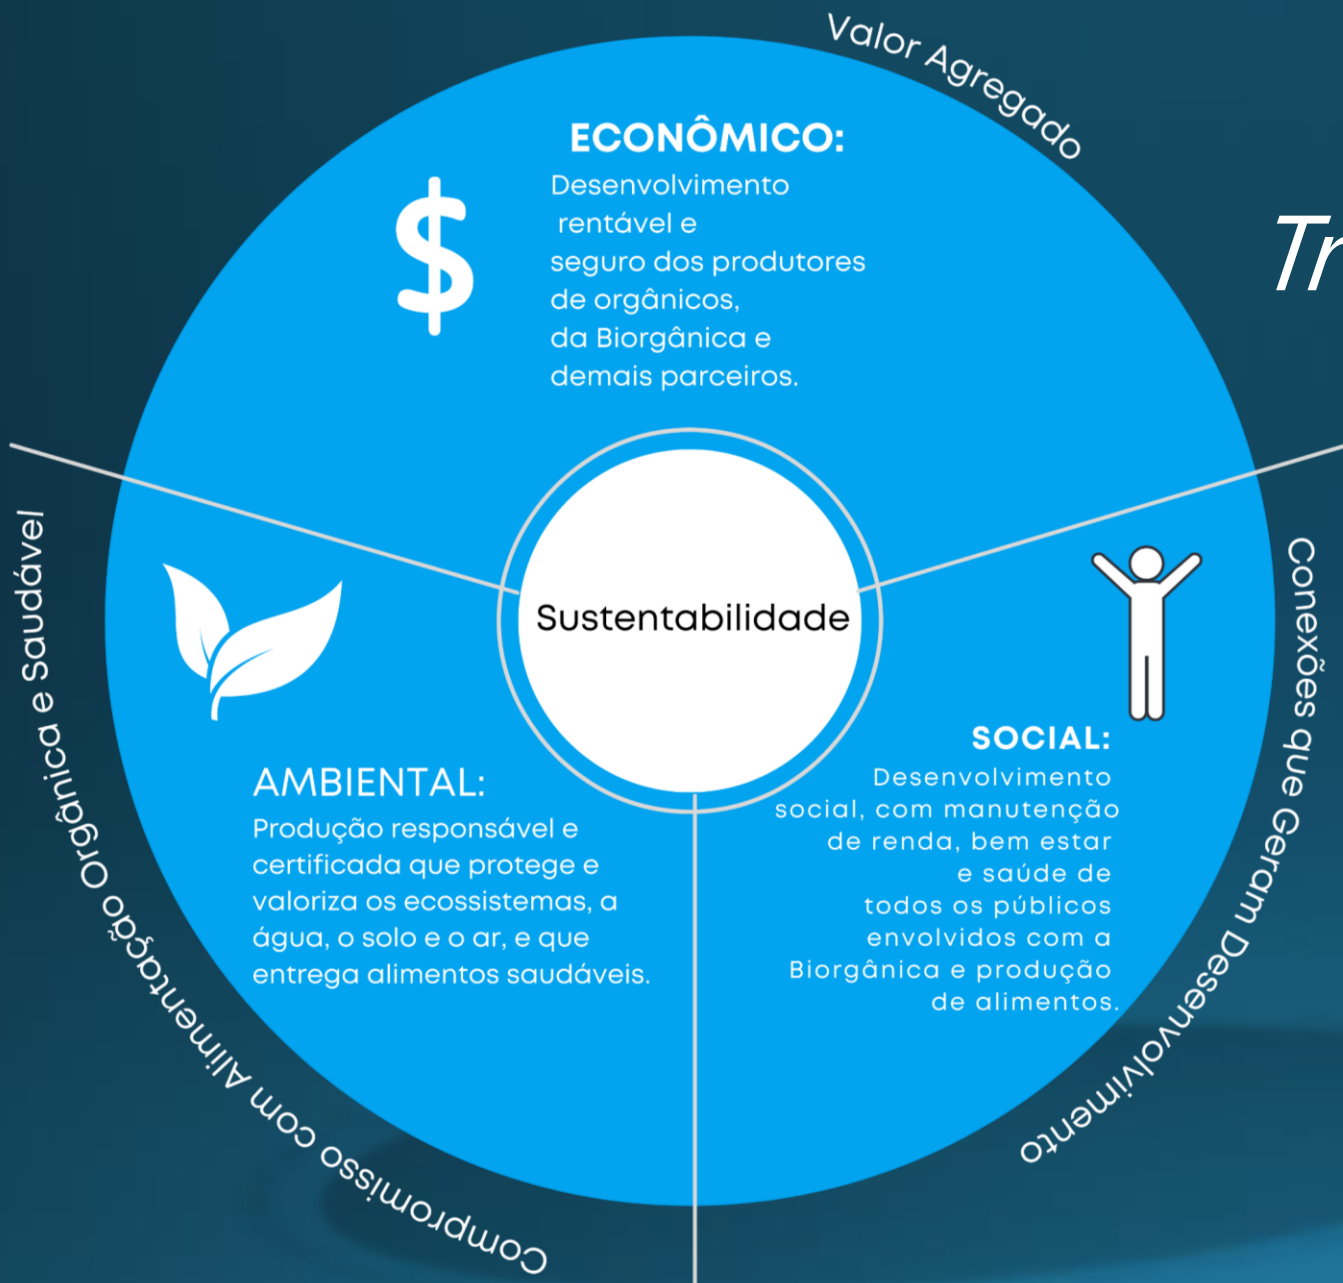 Valor Agregado
ECONÔMICO:
Desenvolvimento
rentável e
seguro dos produtores
de orgânicos,
da Biorgânica e
demais parceiros.
Sustentabilidade
AMBIENTAL:
Produção responsável e
certificada que protege e
valoriza os ecossistemas, a
água, o solo e o ar, e que
entrega alimentos saudáveis.
SOCIAL:
Desenvolvimento
social, com manutenção
de renda, bem estar
e saúde de
todos os públicos
envolvidos com a
Biorgânica e produção
de alimentos.
Compromisso com Alimentação Orgânica e Saudável
Conexões que Geram Desenvolvimento